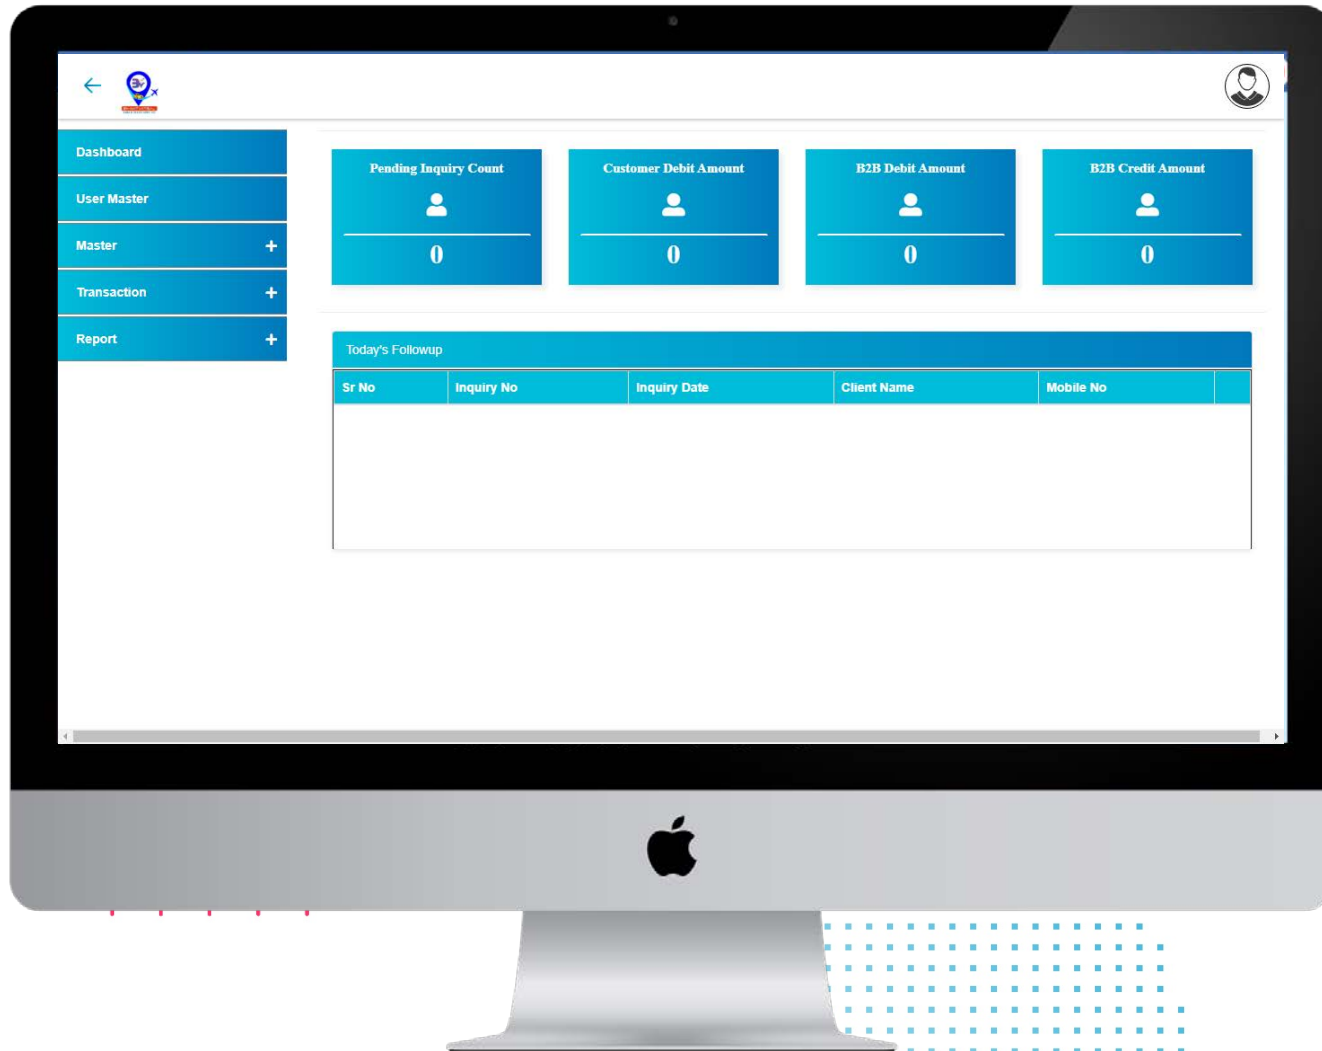 Dashboard
User Master
Master +
Transaction +
Report +
Pending Inquiry Count
0
Customer Debit Amount
0
B2B Debit Amount
0
B2B Credit Amount
0
Today's Followup
Sr No Inquiry No Inquiry Date Client Name Mobile No